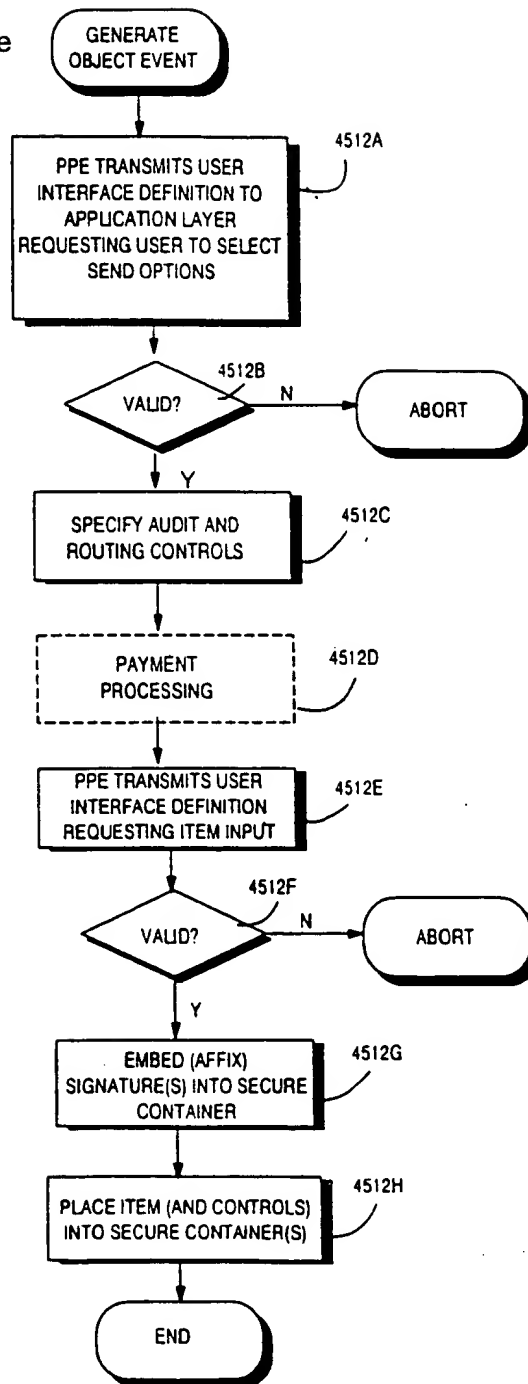 e
GENERATE
OBJECT EVENT
4512A
PPE TRANSMITS USER
INTERFACE DEFINITION TO
APPLICATION LAYER
REQUESTING USER TO SELECT
SEND OPTIONS
4512B
VALID?
N
ABORT
Y
4512C
SPECIFY AUDIT AND
ROUTING CONTROLS
4512D
PAYMENT
PROCESSING
4512E
PPE TRANSMITS USER
INTERFACE DEFINITION
REQUESTING ITEM INPUT
4512F
VALID?
N
ABORT
Y
4512G
EMBED (AFFIX)
SIGNATURE(S) INTO SECURE
CONTAINER
4512H
PLACE ITEM (AND CONTROLS)
INTO SECURE CONTAINER(S)
END